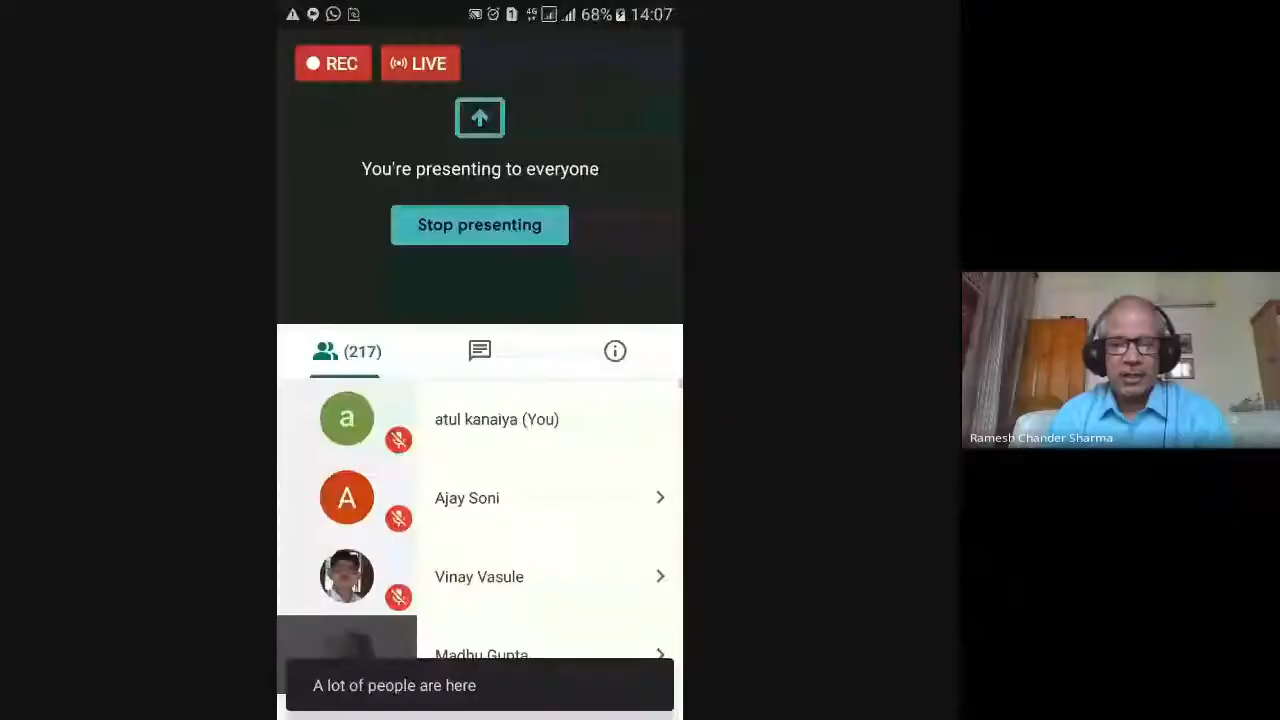 68% 14:07
REC LIVE
You're presenting to everyone
Stop presenting
(217)
a
atul kanaiya (You)
A
Ajay Soni
Vinay Vasule
Madhu Gupta
A lot of people are here
Ramesh Chander Sharma